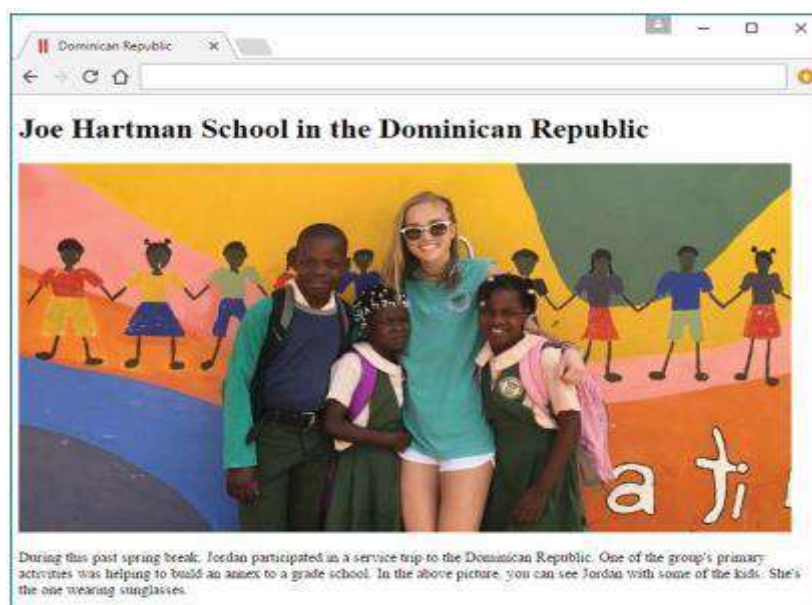 Dominican Republic
Joe Hartman School in the Dominican Republic
a ti
During this past spring break, Jordan participated in a service trip to the Dominican Republic. One of the group's primary
activities was helping to build an annex to a grade school. In the above picture, you can see Jordan with some of the kids. She's
the one wearing sunglasses.